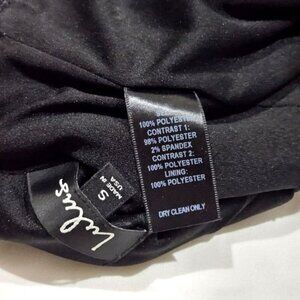 100% POLYESTER
CONTRAST 1:
98% POLYESTER
2% SPANDEX
CONTRAST 2:
100% POLYESTER
LINING:
100% POLYESTER
DRY CLEAN ONLY
Lulus
S
MADE IN
USA